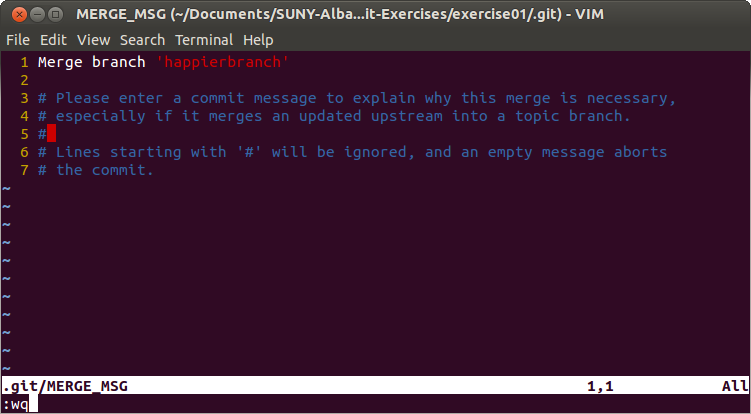 MERGE_MSG (~/Documents/SUNY-Alba...it-Exercises/exercise01/.git) - VIM
File Edit View Search Terminal Help
1 Merge branch 'happierbranch'
2
3 # Please enter a commit message to explain why this merge is necessary,
4 # especially if it merges an updated upstream into a topic branch.
5 #
6 # Lines starting with '#' will be ignored, and an empty message aborts
7 # the commit.
~
~
~
~
~
~
~
~
~
~
~
.git/MERGE_MSG 1,1 All
:wq